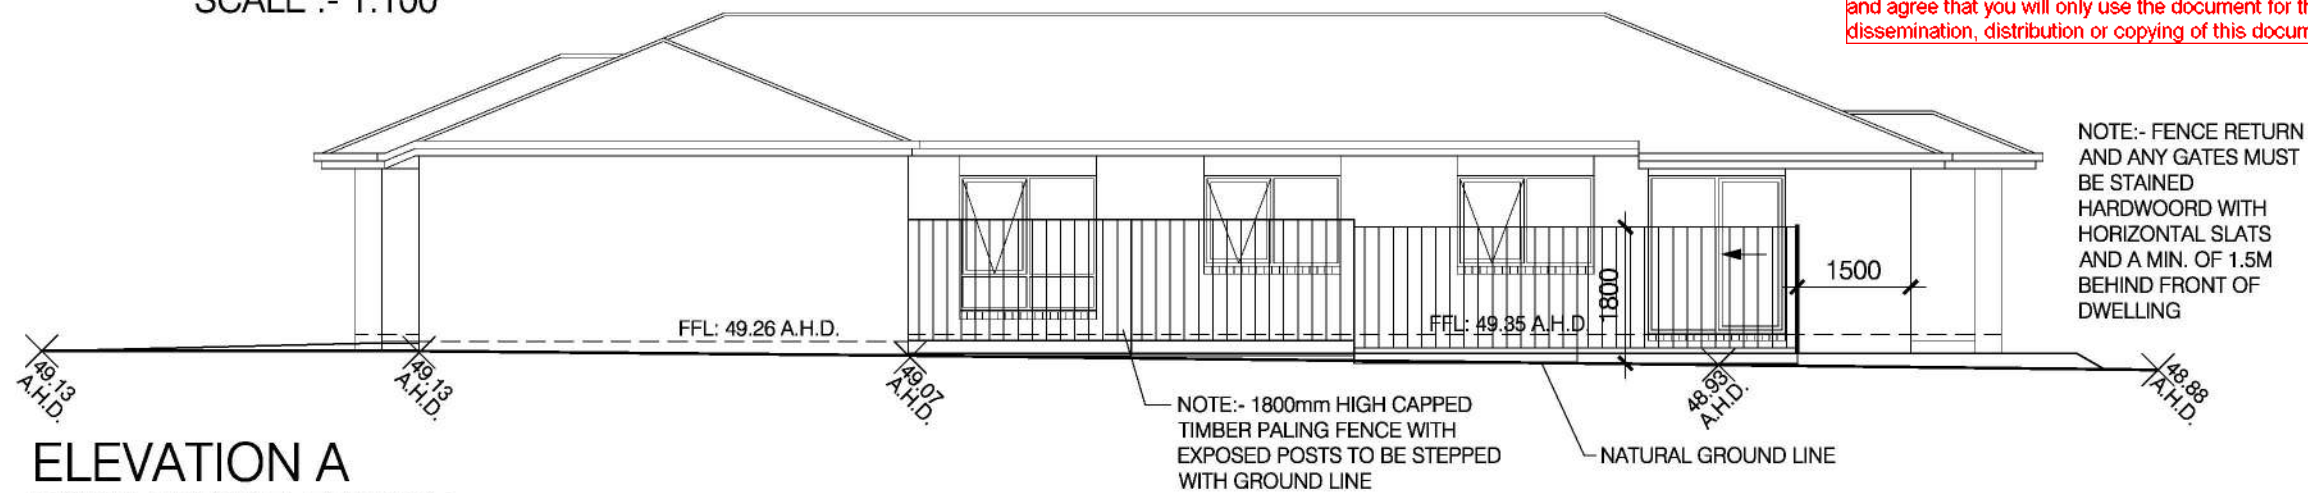 SCALE :- 1:100
and agree that you will only use the document for
dissemination, distribution or copying of this
NOTE:- FENCE RETURN
AND ANY GATES MUST
BE STAINED
HARDWOORD WITH
HORIZONTAL SLATS
AND A MIN. OF 1.5M
BEHIND FRONT OF
DWELLING
1500
1800
FFL: 49.26 A.H.D.
FFL: 49.35 A.H.D.
49.13
A.H.D.
49.13
A.H.D.
49.07
A.H.D.
48.93
A.H.D.
48.88
A.H.D.
NOTE:- 1800mm HIGH CAPPED
TIMBER PALING FENCE WITH
EXPOSED POSTS TO BE STEPPED
WITH GROUND LINE
NATURAL GROUND LINE
ELEVATION A